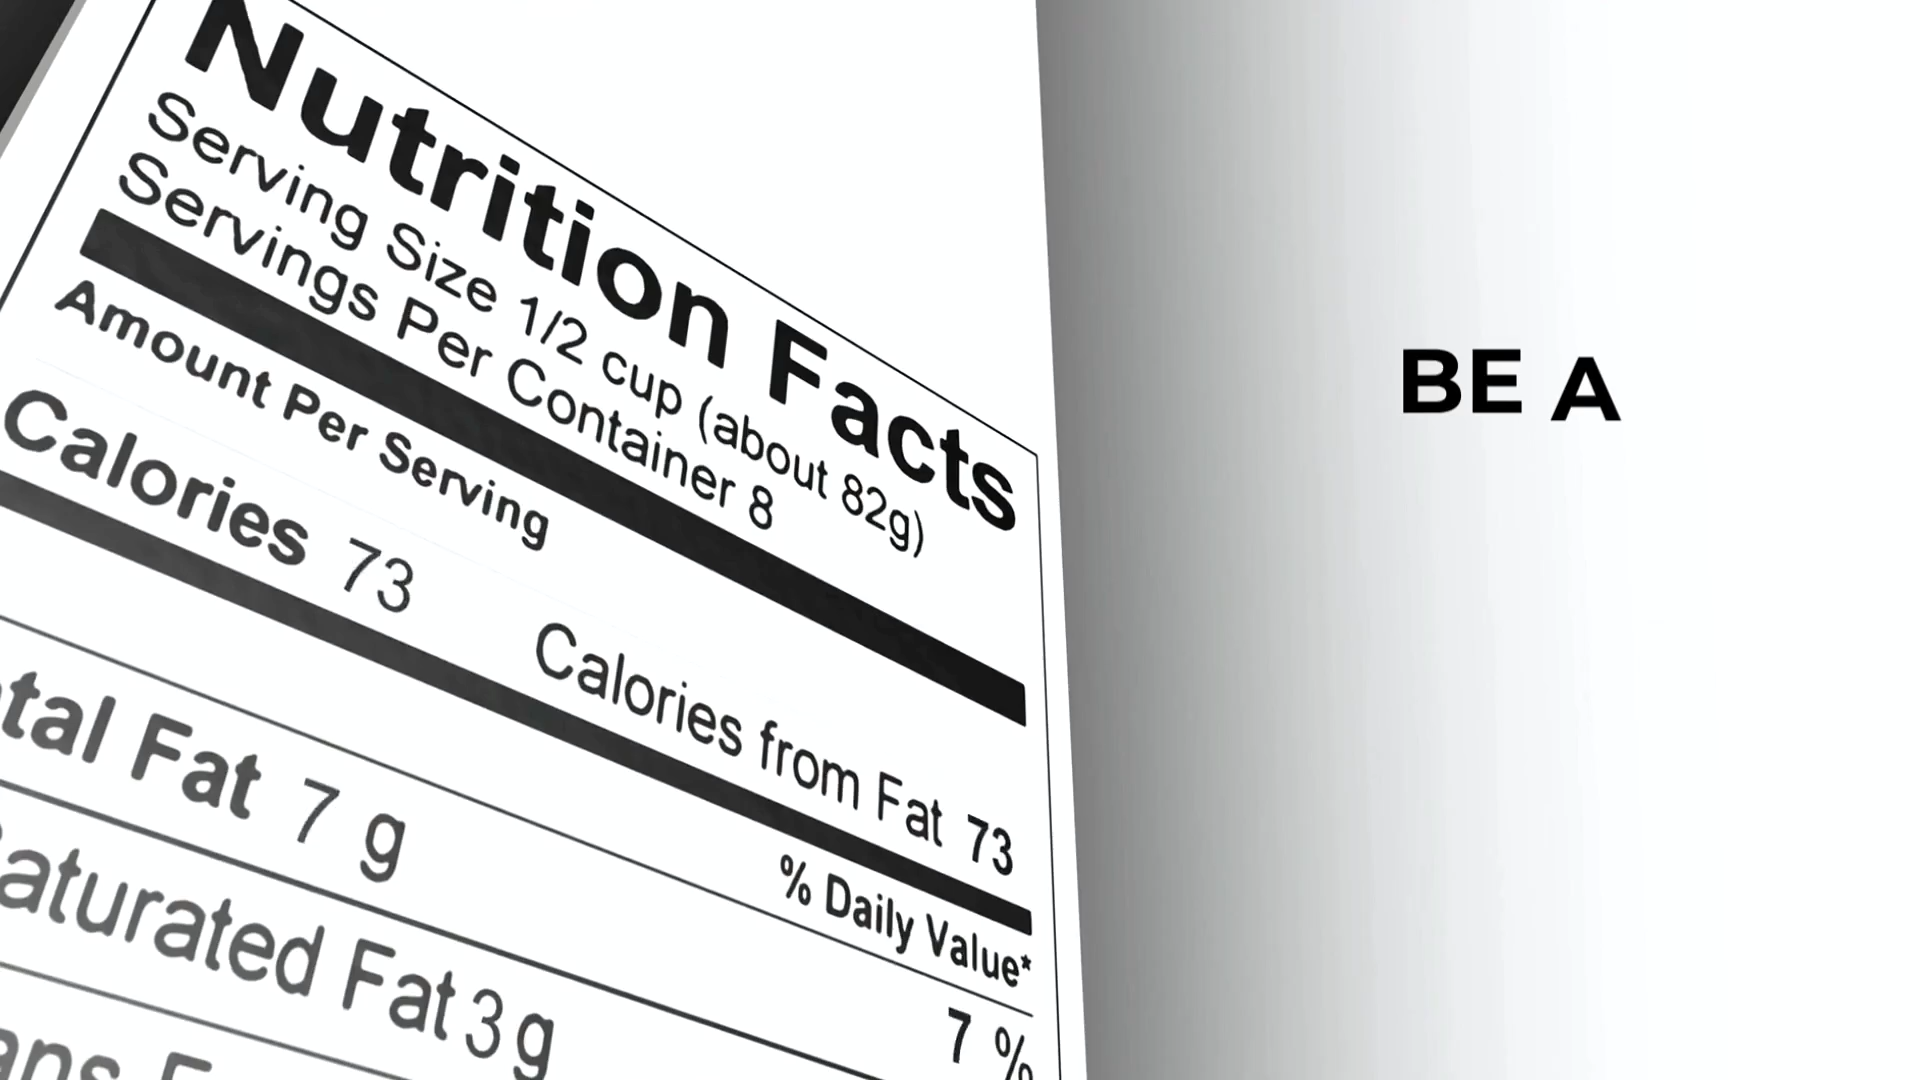 Nutrition Facts
Serving Size 1/2 cup (about 82g)
Servings Per Container 8
Amount Per Serving
Calories 73
Calories from Fat 73
% Daily Value*
tal Fat 7 g
7 %
aturated Fat 3 g
BE A